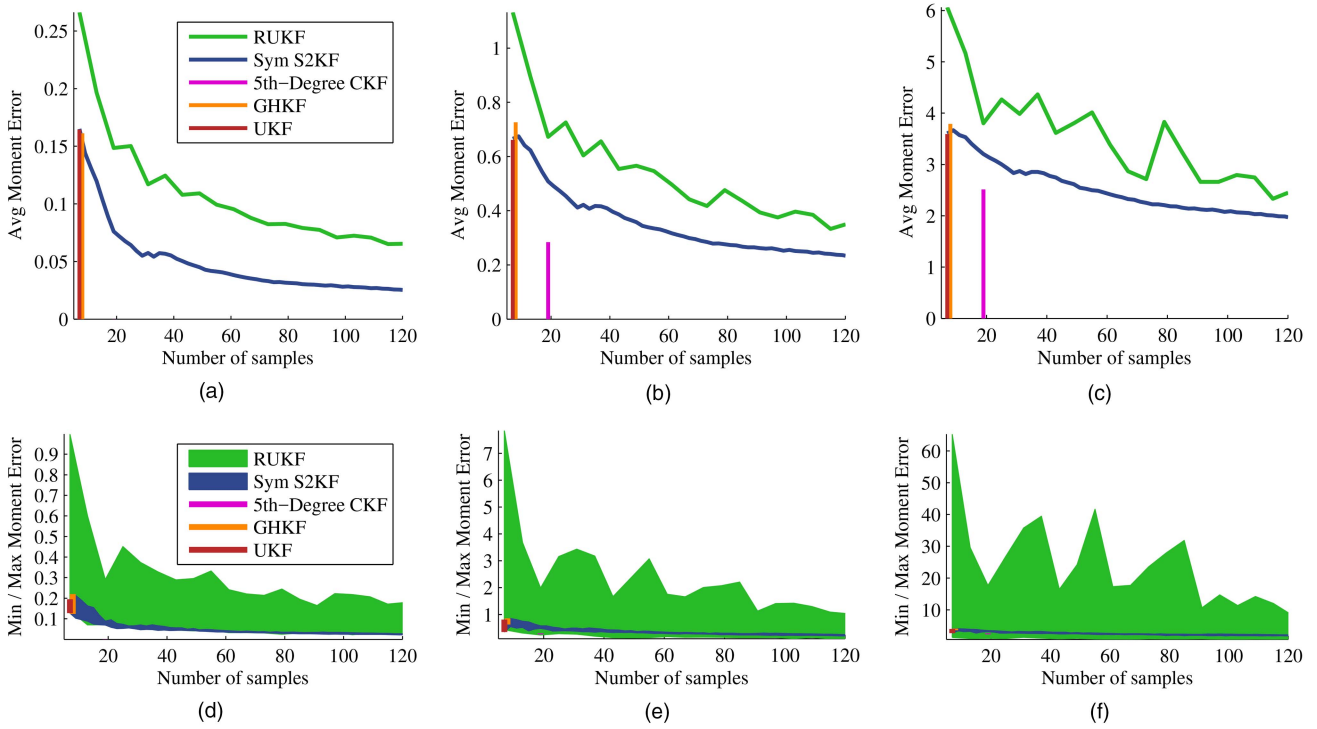 Avg Moment Error
0.25
0.2
0.15
0.1
0.05
0
20
40
60
80
100
120
Number of samples
RUKF
Sym S2KF
5th−Degree CKF
GHKF
UKF
(a)
Avg Moment Error
1
0.8
0.6
0.4
0.2
0
20
40
60
80
100
120
Number of samples
(b)
Avg Moment Error
6
5
4
3
2
1
0
20
40
60
80
100
120
Number of samples
(c)
Min / Max Moment Error
0.9
0.8
0.7
0.6
0.5
0.4
0.3
0.2
0.1
20
40
60
80
100
120
Number of samples
RUKF
Sym S2KF
5th−Degree CKF
GHKF
UKF
(d)
Min / Max Moment Error
7
6
5
4
3
2
1
20
40
60
80
100
120
Number of samples
(e)
Min / Max Moment Error
60
50
40
30
20
10
20
40
60
80
100
120
Number of samples
(f)